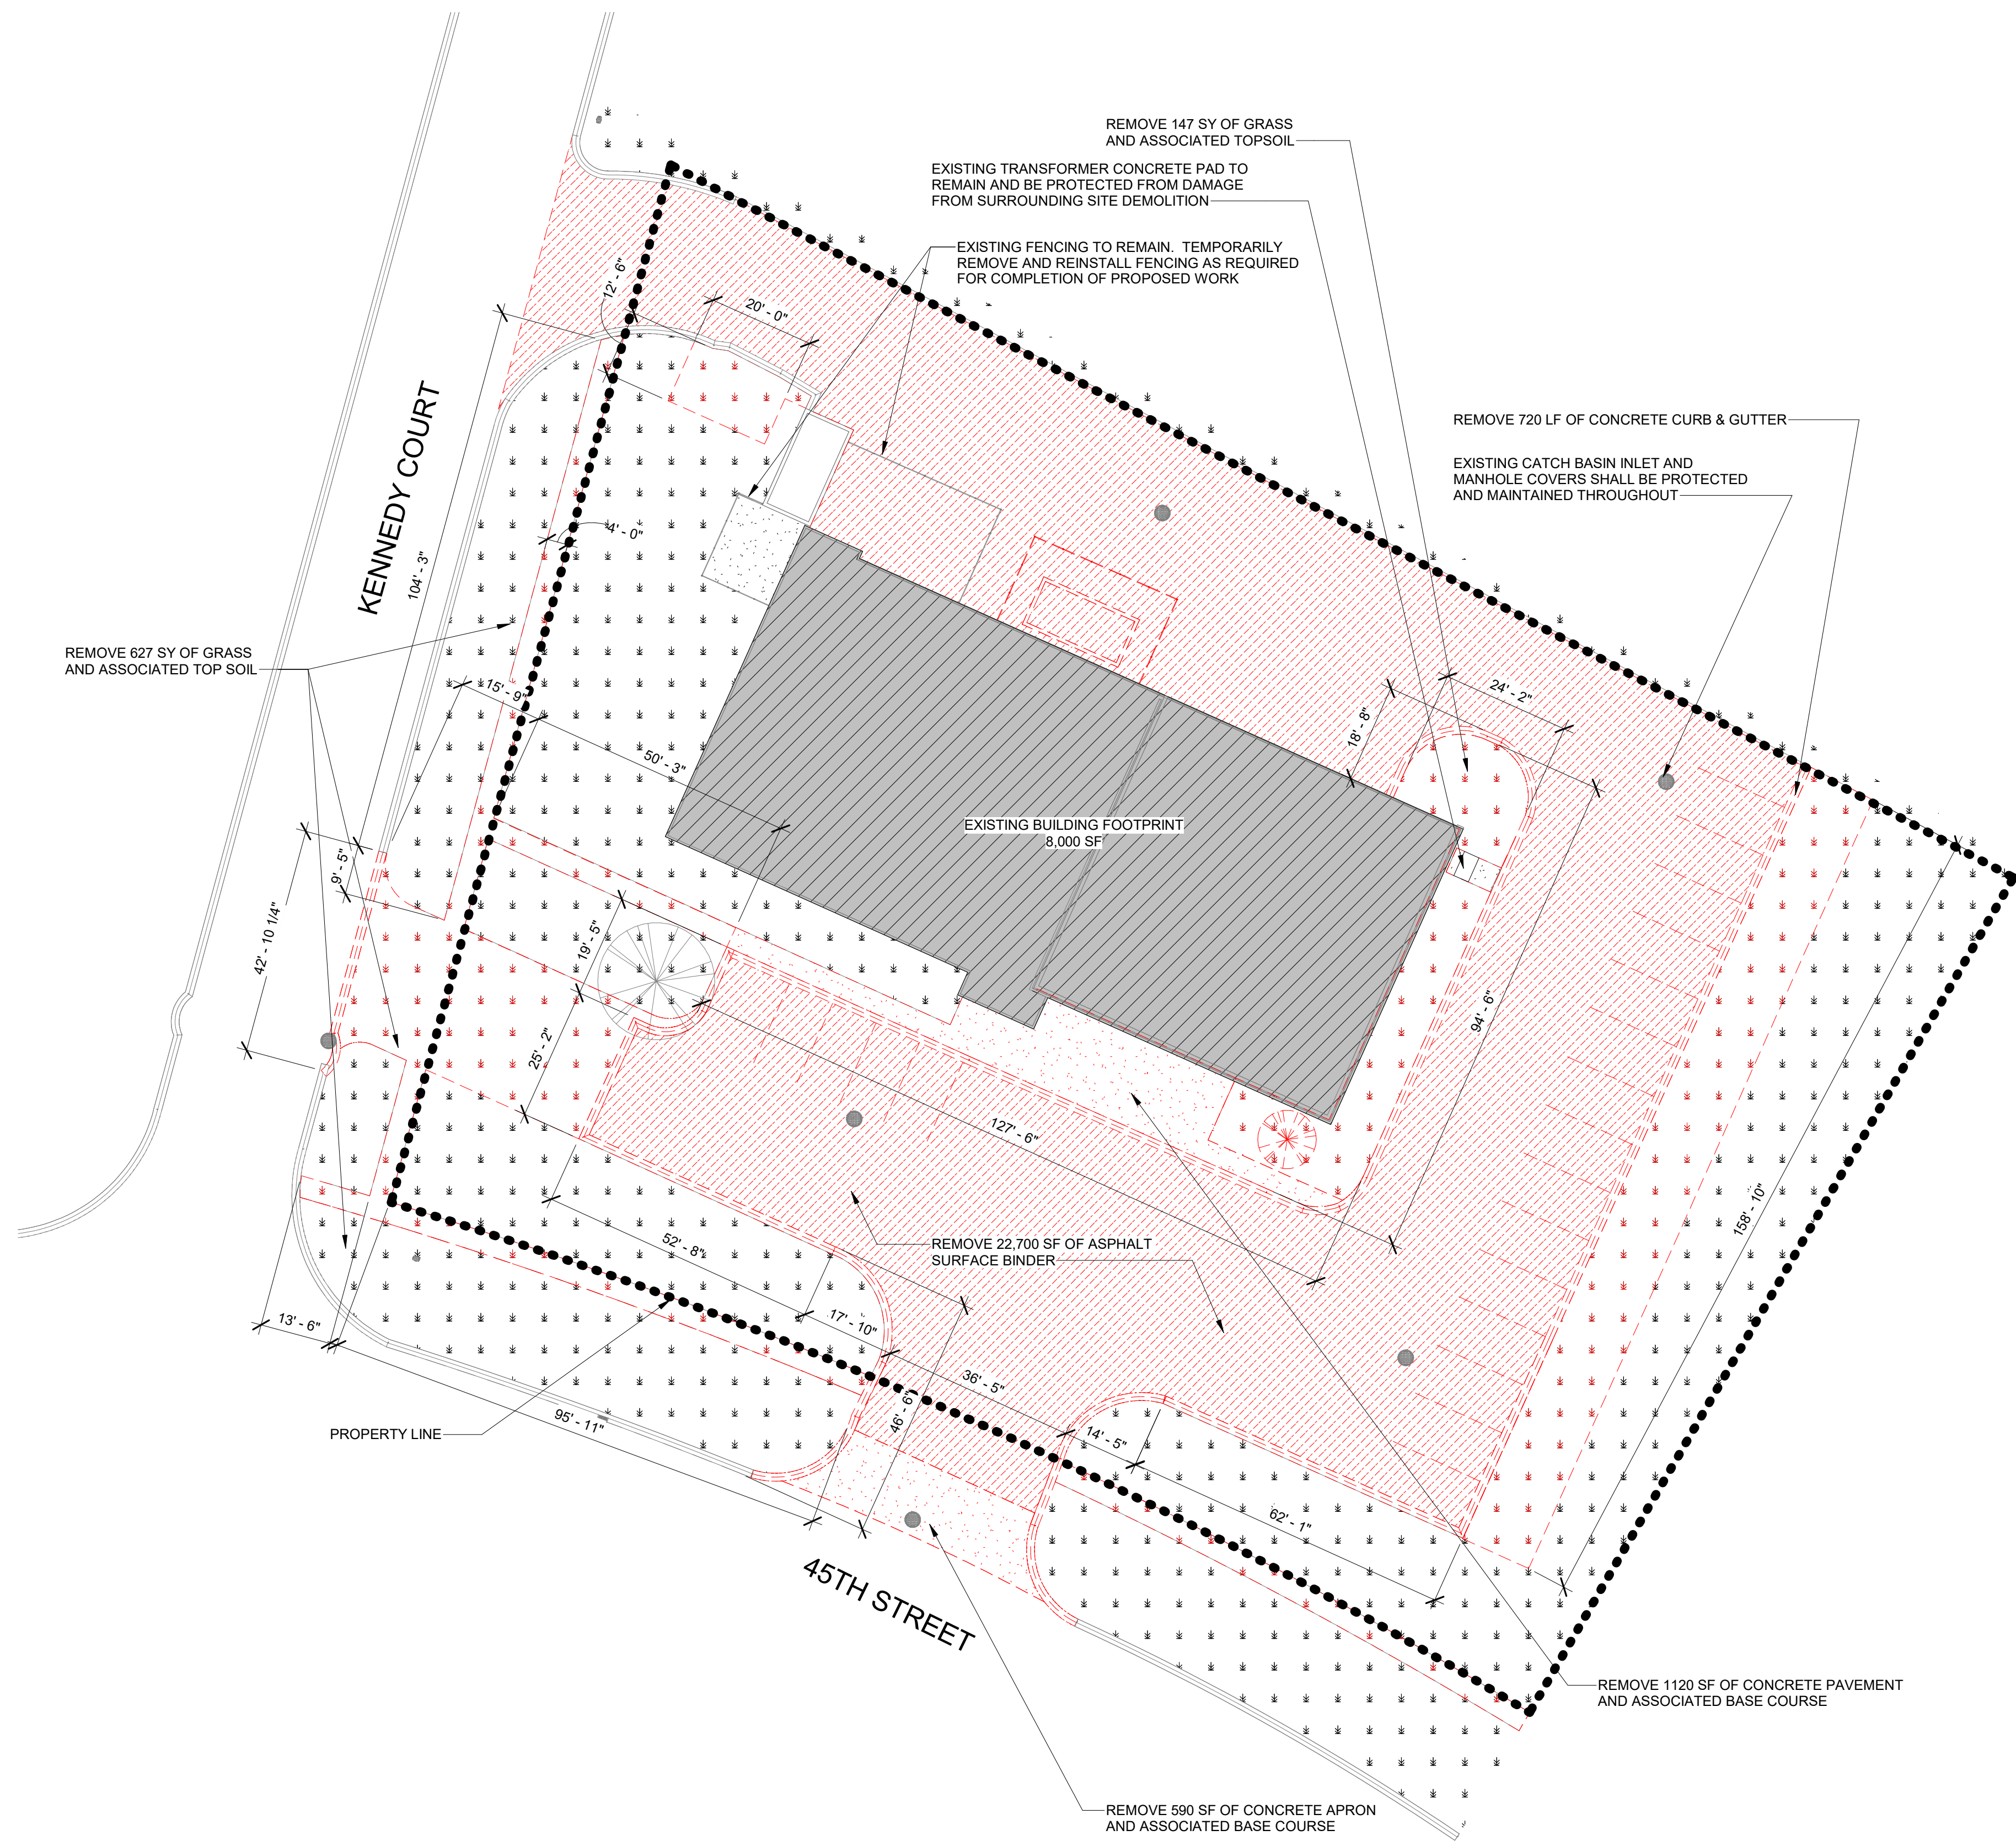 REMOVE 147 SY OF GRASS
AND ASSOCIATED TOPSOIL
EXISTING TRANSFORMER CONCRETE PAD TO
REMAIN AND BE PROTECTED FROM DAMAGE
FROM SURROUNDING SITE DEMOLITION
EXISTING FENCING TO REMAIN. TEMPORARILY
REMOVE AND REINSTALL FENCING AS REQUIRED
FOR COMPLETION OF PROPOSED WORK
12' - 6"
20' - 0"
REMOVE 720 LF OF CONCRETE CURB & GUTTER
EXISTING CATCH BASIN INLET AND
MANHOLE COVERS SHALL BE PROTECTED
AND MAINTAINED THROUGHOUT
KENNEDY COURT
104' - 3"
4' - 0"
REMOVE 627 SY OF GRASS
AND ASSOCIATED TOP SOIL
15' - 9"
50' - 3"
24' - 2"
18' - 8"
EXISTING BUILDING FOOTPRINT
8,000 SF
9' - 5"
42' - 10 1/4"
19' - 5"
25' - 2"
94' - 6"
127' - 6"
158' - 10"
52' - 8"
REMOVE 22,700 SF OF ASPHALT
SURFACE BINDER
13' - 6"
17' - 10"
36' - 5"
46' - 6"
95' - 11"
PROPERTY LINE
14' - 5"
62' - 1"
45TH STREET
REMOVE 1120 SF OF CONCRETE PAVEMENT
AND ASSOCIATED BASE COURSE
REMOVE 590 SF OF CONCRETE APRON
AND ASSOCIATED BASE COURSE